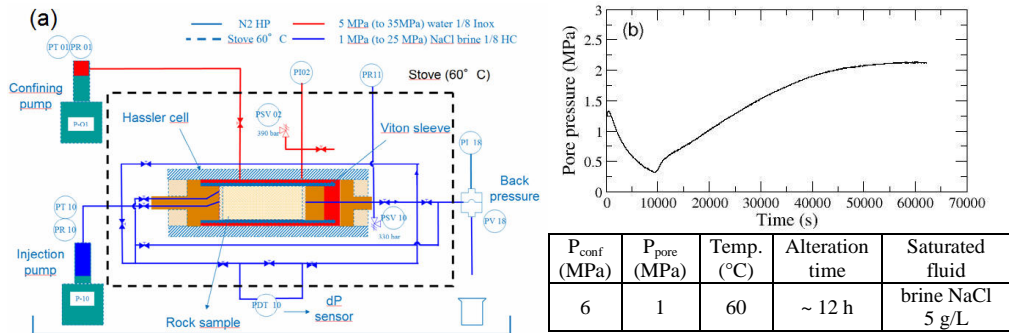 (a)
N2 HP
5 MPa (to 35MPa) water 1/8 Inox
Stove 60° C
1 MPa (to 25 MPa) NaCl brine 1/8 HC
PT 01
PR 01
Confining
pump
P-O1
PI02
PR11
Stove (60° C)
Hassler cell
PSV 02
390 bar
Viton sleeve
PI 18
Back
pressure
PV 18
PT 10
PR 10
PSV 10
330 bar
Injection
pump
P-10
PDT 10
dP
sensor
Rock sample
(b)
Pore pressure (MPa)
3
2.5
2
1.5
1
0.5
0
0 10000 20000 30000 40000 50000 60000 70000
Time (s)
Pconf (MPa) Ppore (MPa) Temp. (°C) Alteration time Saturated fluid
6 1 60 ~ 12 h brine NaCl 5 g/L